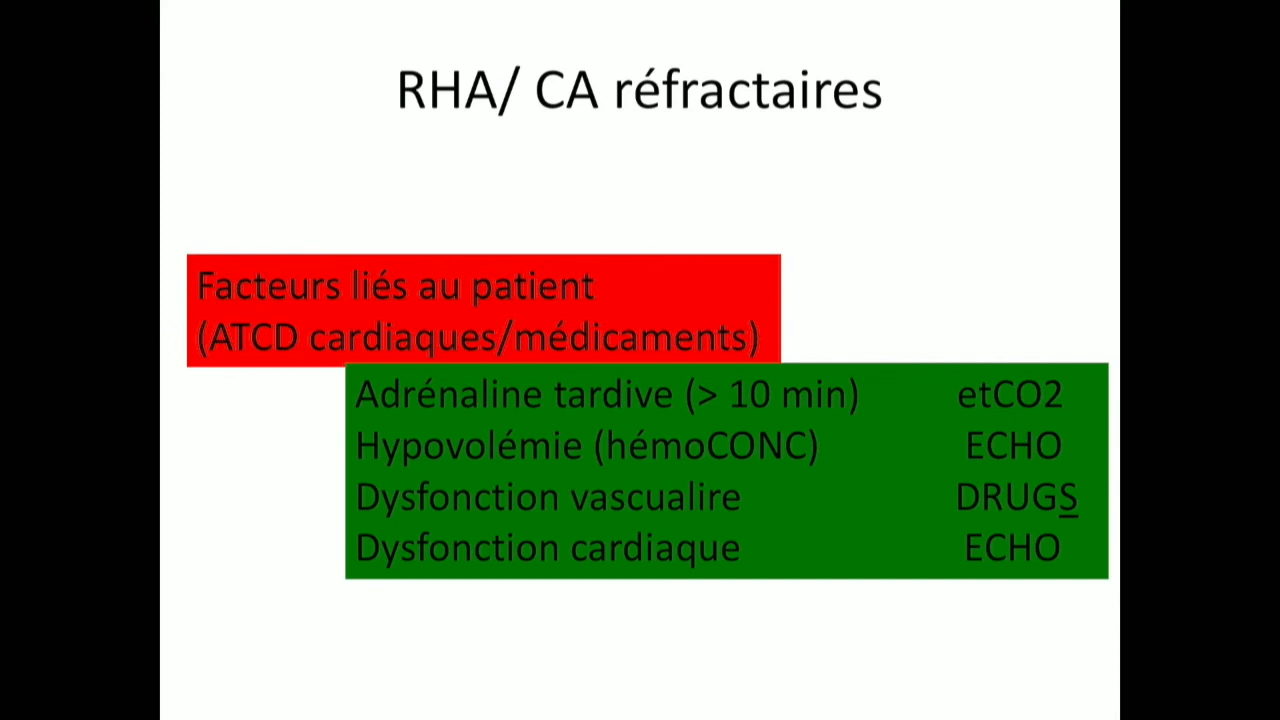 RHA/ CA réfractaires
Facteurs liés au patient
(ATCD cardiaques/médicaments)
Adrénaline tardive (> 10 min) etCO2
Hypovolémie (hémoCONC) ECHO
Dysfonction vascualire DRUGS
Dysfonction cardiaque ECHO